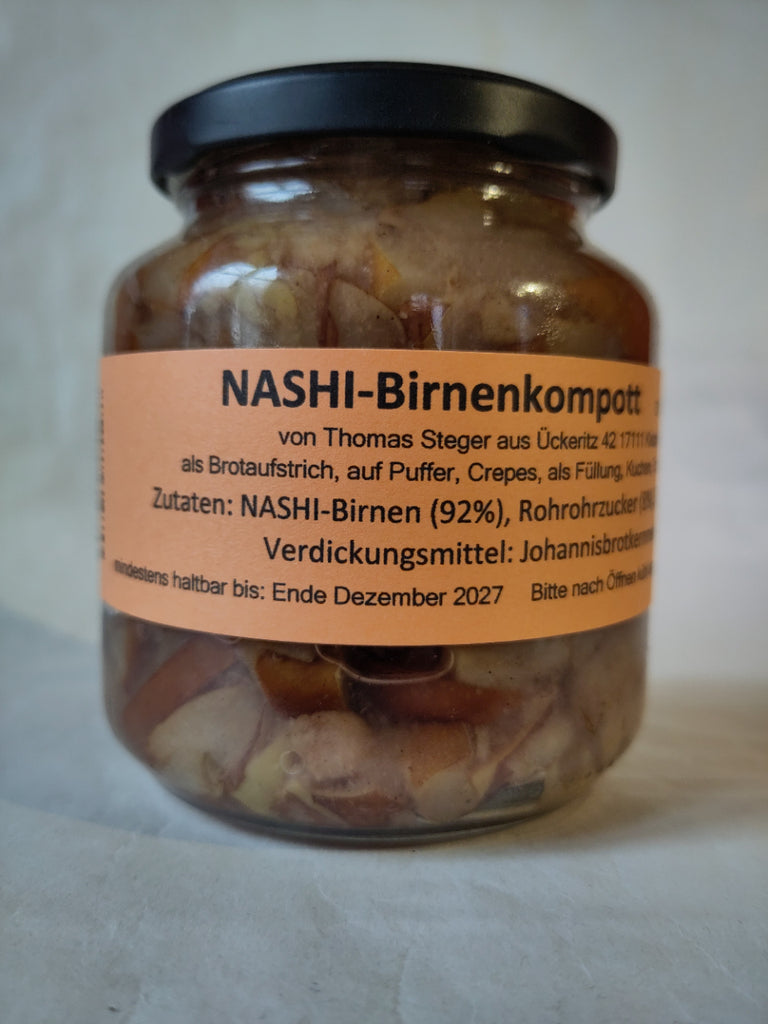 NASHI-Birnenkompott
von Thomas Steger aus Ückeritz 42 17111
als Brotaufstrich, auf Puffer, Crepes, als Füllung, Kuchen
Zutaten: NASHI-Birnen (92%), Rohrohrzucker (8%)
Verdickungsmittel:
mindestens haltbar bis: Ende Dezember 2027 Bitte nach Öffnen